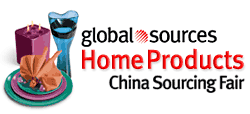 global sources
Home Products
China Sourcing Fair